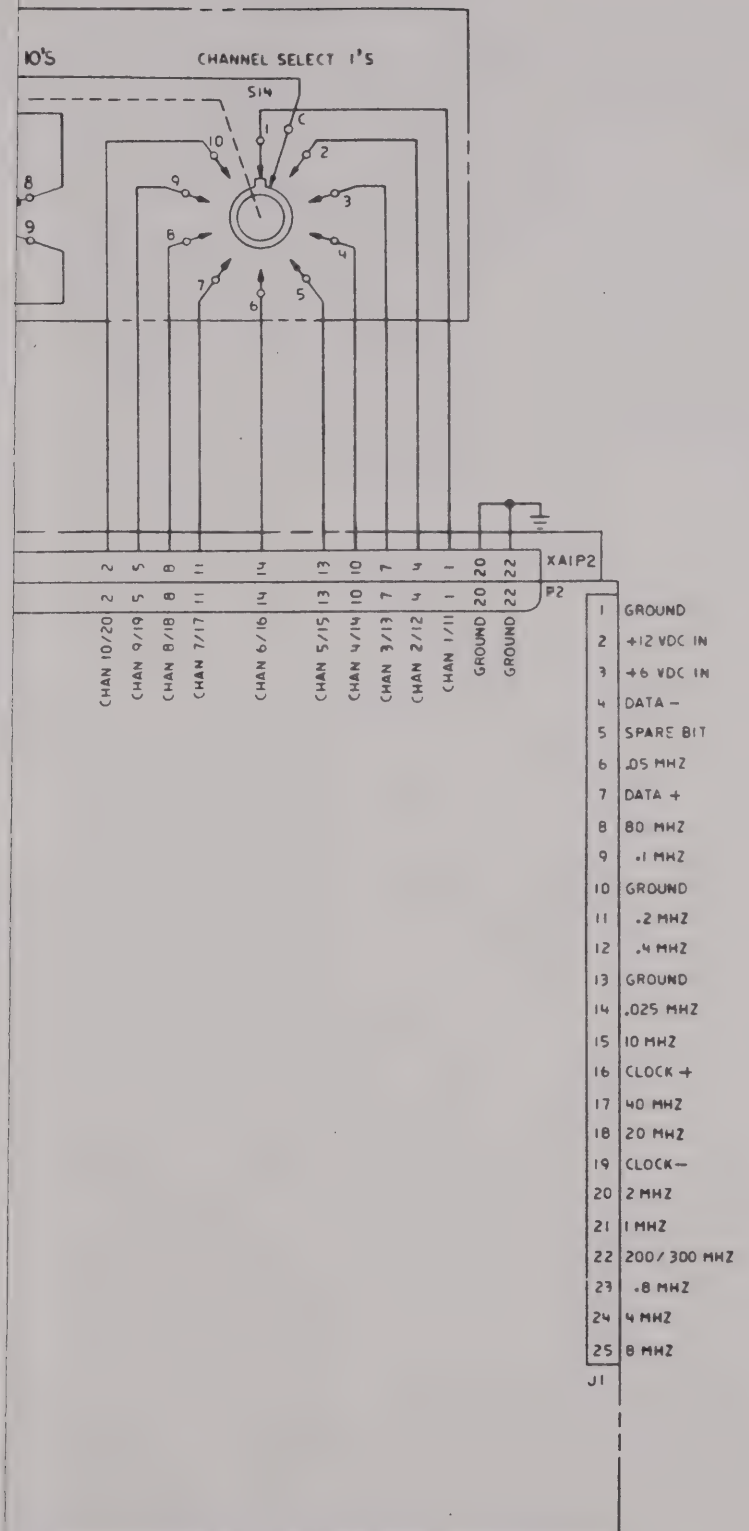 10'S
CHANNEL SELECT 1'S
S14
C
1
2
3
4
5
6
7
8
9
10
8
9
2 5 8 11 14 13 10 7 4 1 20 22
XA1P2
2 5 8 11 14 13 10 7 4 1 20 22
P2
CHAN 10/20
CHAN 9/19
CHAN 8/18
CHAN 7/17
CHAN 6/16
CHAN 5/15
CHAN 4/14
CHAN 3/13
CHAN 2/12
CHAN 1/11
GROUND
GROUND
1 GROUND
2 +12 VDC IN
3 +6 VDC IN
4 DATA -
5 SPARE BIT
6 .05 MHZ
7 DATA +
8 80 MHZ
9 .1 MHZ
10 GROUND
11 .2 MHZ
12 .4 MHZ
13 GROUND
14 .025 MHZ
15 10 MHZ
16 CLOCK +
17 40 MHZ
18 20 MHZ
19 CLOCK-
20 2 MHZ
21 1 MHZ
22 200/300 MHZ
23 .8 MHZ
24 4 MHZ
25 8 MHZ
J1